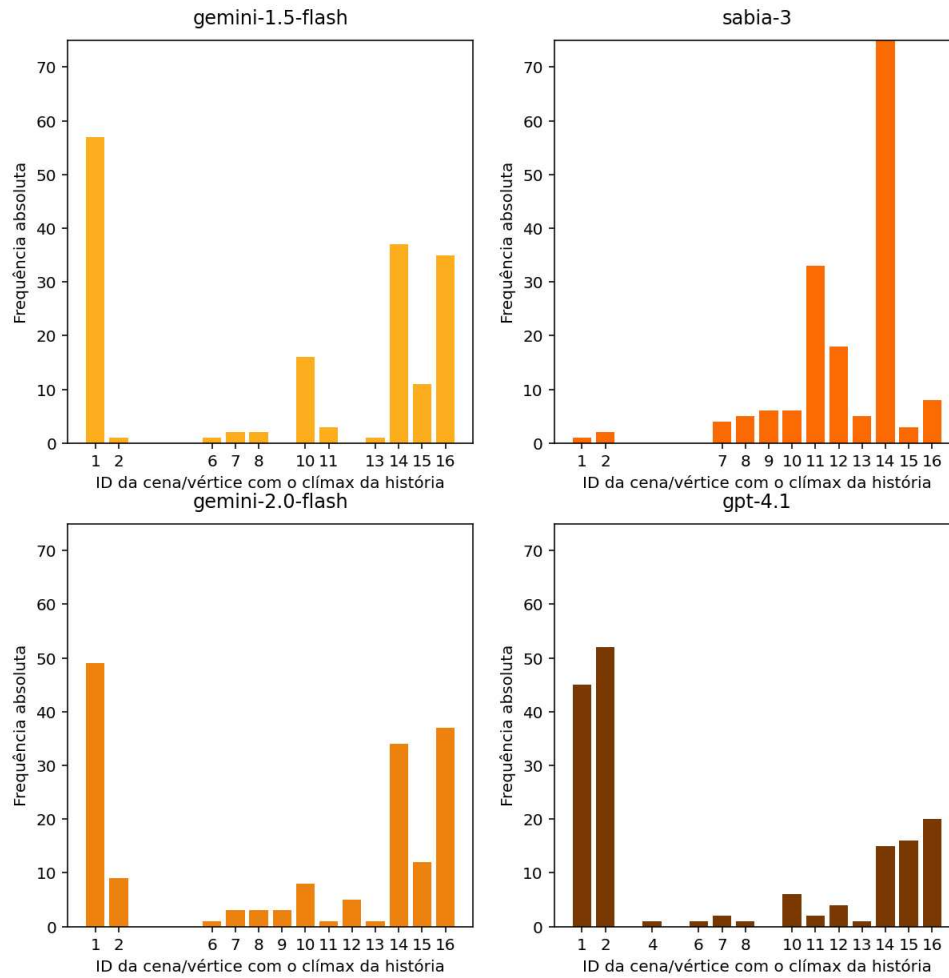 gemini-1.5-flash
Frequência absoluta
70
60
50
40
30
20
10
0
1 2 6 7 8 10 11 13 14 15 16
ID da cena/vértice com o clímax da história
sabia-3
Frequência absoluta
70
60
50
40
30
20
10
0
1 2 7 8 9 10 11 12 13 14 15 16
ID da cena/vértice com o clímax da história
gemini-2.0-flash
Frequência absoluta
70
60
50
40
30
20
10
0
1 2 6 7 8 9 10 11 12 13 14 15 16
ID da cena/vértice com o clímax da história
gpt-4.1
Frequência absoluta
70
60
50
40
30
20
10
0
1 2 4 6 7 8 10 11 12 13 14 15 16
ID da cena/vértice com o clímax da história